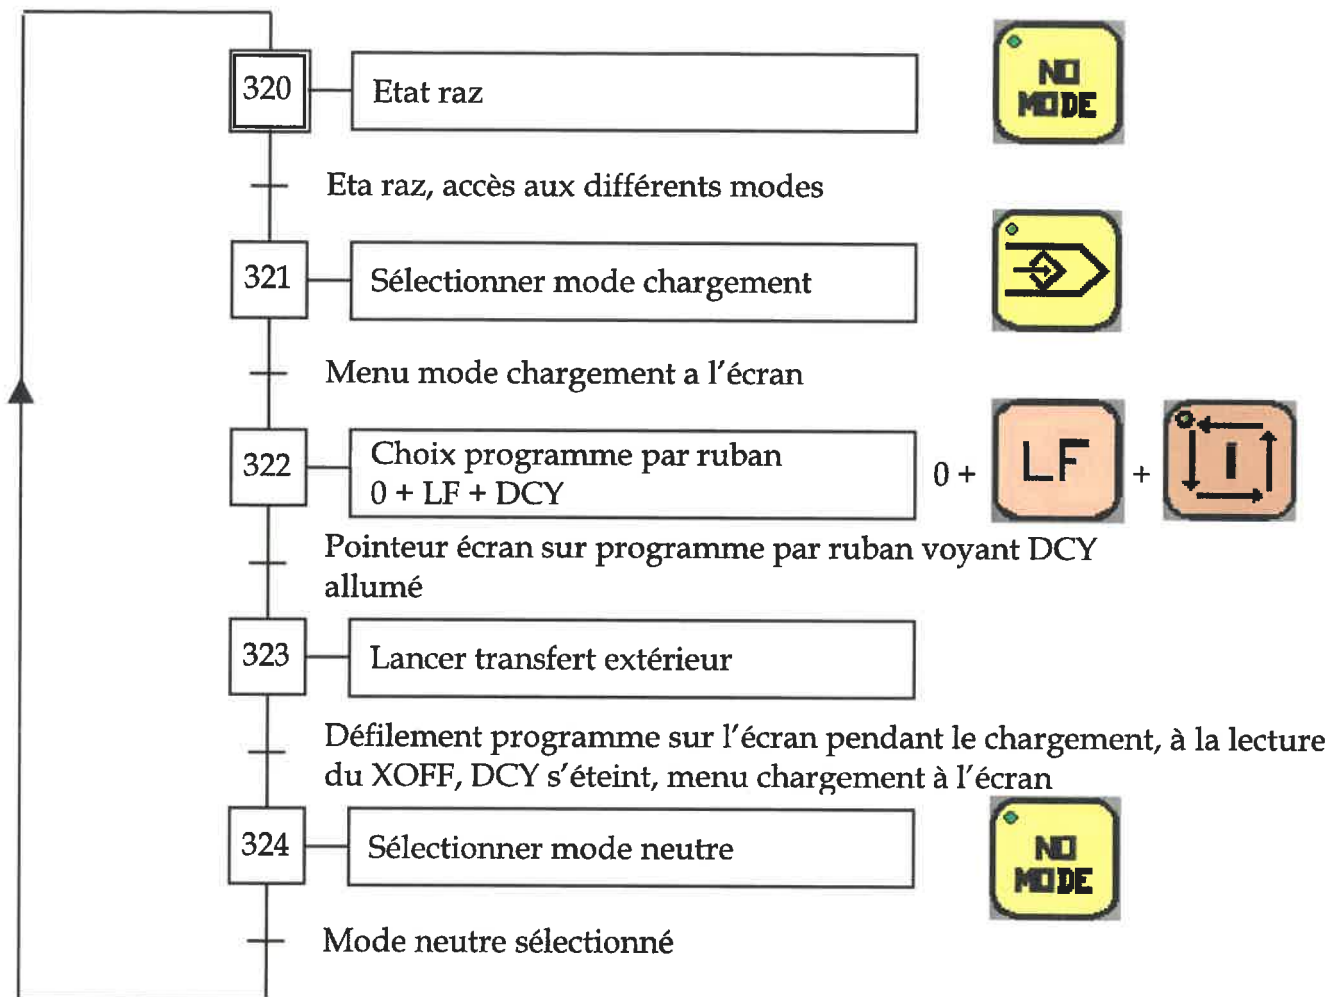 320
Etat raz
NO
MODE
Eta raz, accès aux différents modes
321
Sélectionner mode chargement
Menu mode chargement a l'écran
322
Choix programme par ruban
0 + LF + DCY
0 +
LF
+
I
Pointeur écran sur programme par ruban voyant DCY
allumé
323
Lancer transfert extérieur
Défilement programme sur l'écran pendant le chargement, à la lecture
du XOFF, DCY s'éteint, menu chargement à l'écran
324
Sélectionner mode neutre
NO
MODE
Mode neutre sélectionné